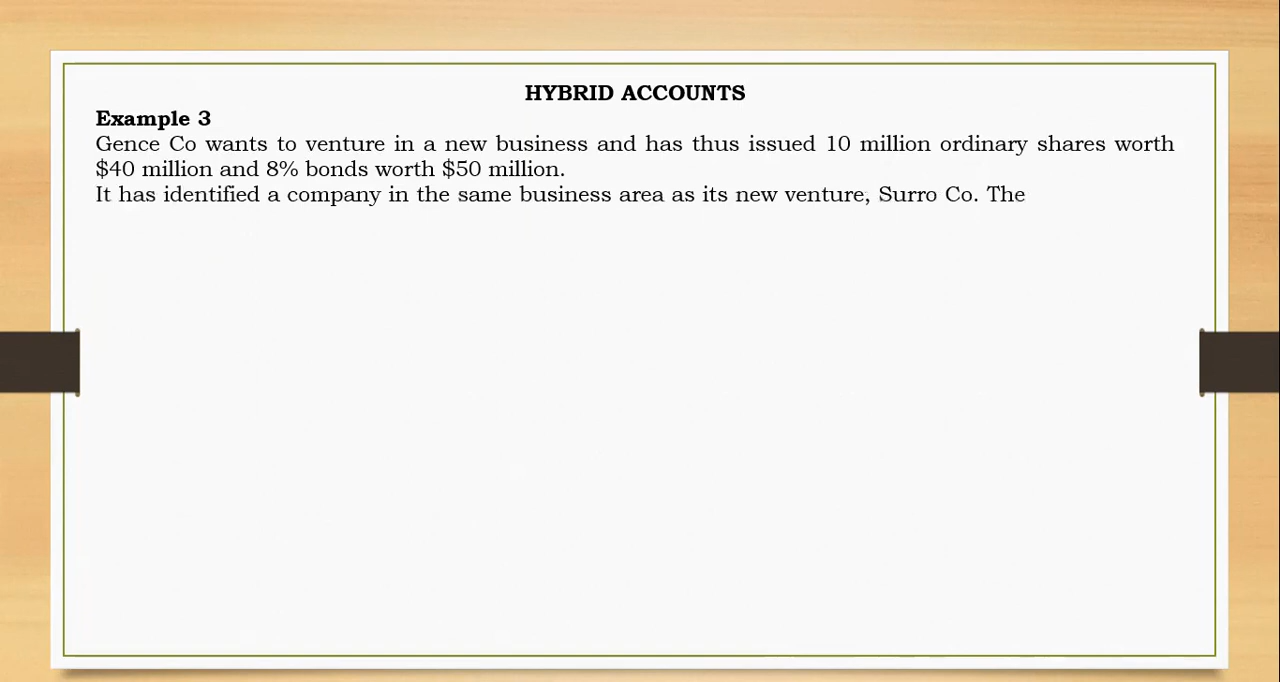 HYBRID ACCOUNTS
Example 3
Gence Co wants to venture in a new business and has thus issued 10 million ordinary shares worth
$40 million and 8% bonds worth $50 million.
It has identified a company in the same business area as its new venture, Surro Co. The